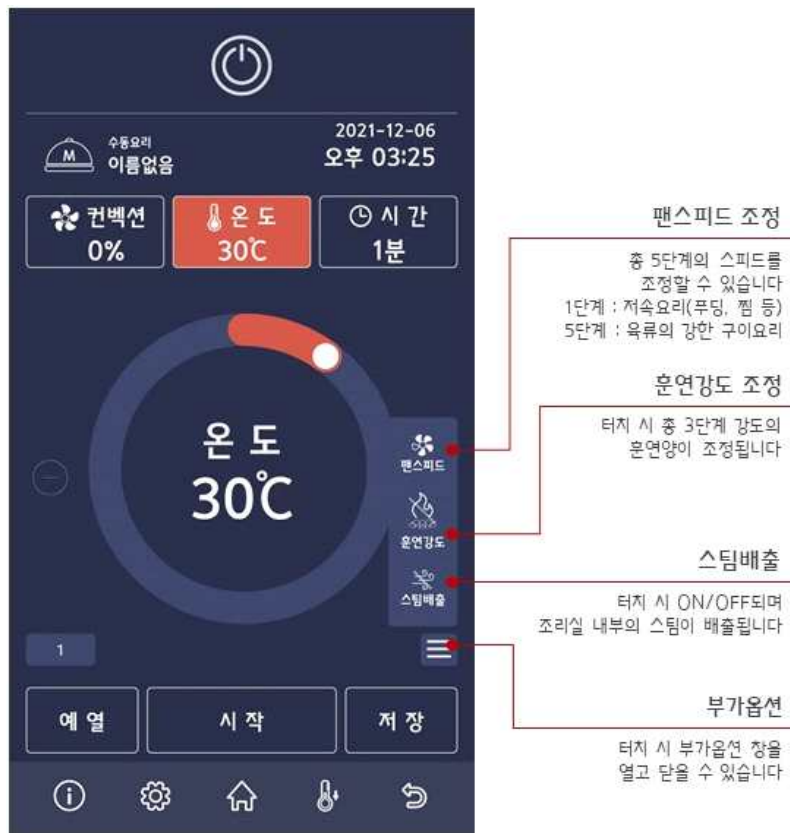 수동요리
이름없음
2021-12-06
오후 03:25
컨벡션
0%
온 도
30℃
시 간
1분
온 도
30℃
팬스피드
훈연강도
스팀배출
1
예 열
시 작
저 장
팬스피드 조정
총 5단계의 스피드를
조정할 수 있습니다
1단계 : 저속요리(푸딩, 찜 등)
5단계 : 육류의 강한 구이요리
훈연강도 조정
터치 시 총 3단계 강도의
훈연양이 조정됩니다
스팀배출
터치 시 ON/OFF되며
조리실 내부의 스팀이 배출됩니다
부가옵션
터치 시 부가옵션 창을
열고 닫을 수 있습니다
M